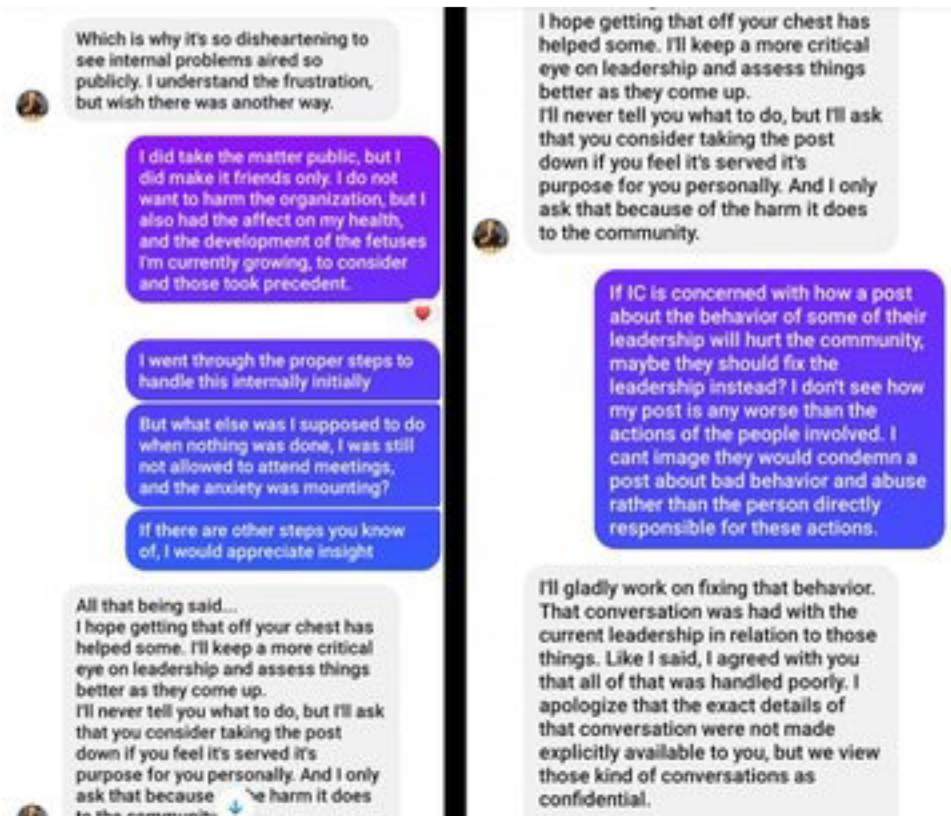 Which is why it's so disheartening to
see internal problems aired so
publicly. I understand the frustration,
but wish there was another way.
I did take the matter public, but I
did make it friends only. I do not
want to harm the organization, but I
also had the affect on my health,
and the development of the fetuses
I'm currently growing, to consider
and those took precedent.
I went through the proper steps to
handle this internally initially
But what else was I supposed to do
when nothing was done, I was still
not allowed to attend meetings,
and the anxiety was mounting?
If there are other steps you know
of, I would appreciate insight
All that being said...
I hope getting that off your chest has
helped some. I'll keep a more critical
eye on leadership and assess things
better as they come up.
I'll never tell you what to do, but I'll ask
that you consider taking the post
down if you feel it's served it's
purpose for you personally. And I only
ask that because harm it does
to the community.
I hope getting that off your chest has
helped some. I'll keep a more critical
eye on leadership and assess things
better as they come up.
I'll never tell you what to do, but I'll ask
that you consider taking the post
down if you feel it's served it's
purpose for you personally. And I only
ask that because of the harm it does
to the community.
If IC is concerned with how a post
about the behavior of some of their
leadership will hurt the community,
maybe they should fix the
leadership instead? I don't see how
my post is any worse than the
actions of the people involved. I
cant image they would condemn a
post about bad behavior and abuse
rather than the person directly
responsible for these actions.
I'll gladly work on fixing that behavior.
That conversation was had with the
current leadership in relation to those
things. Like I said, I agreed with you
that all of that was handled poorly. I
apologize that the exact details of
that conversation were not made
explicitly available to you, but we view
those kind of conversations as
confidential.